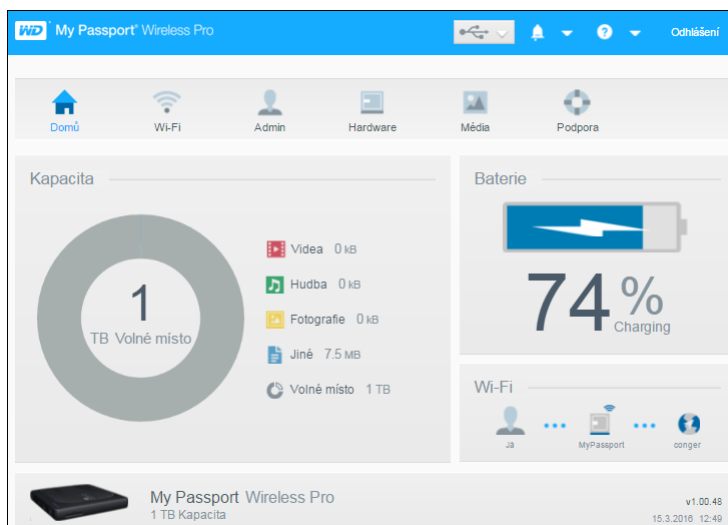 WD My Passport® Wireless Pro
Odhlášení
Domů
Wi-Fi
Admin
Hardware
Média
Podpora
Kapacita
1
TB Volné místo
Videa 0 kB
Hudba 0 kB
Fotografie 0 kB
Jiné 7.5 MB
Volné místo 1 TB
Baterie
74%
Charging
Wi-Fi
Já
MyPassport
conger
My Passport Wireless Pro
1 TB Kapacita
v1.00.48
15.3.2016 12:49